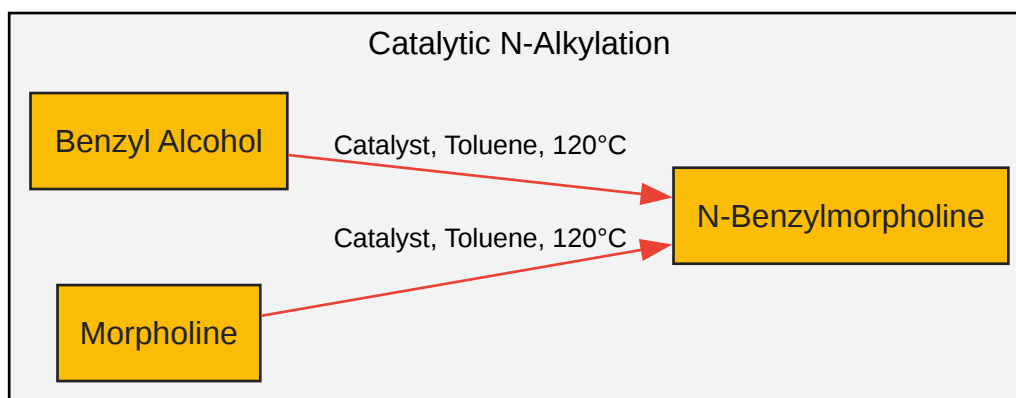 Catalytic N-Alkylation
Benzyl Alcohol
Catalyst, Toluene, 120°C
N-Benzylmorpholine
Catalyst, Toluene, 120°C
Morpholine